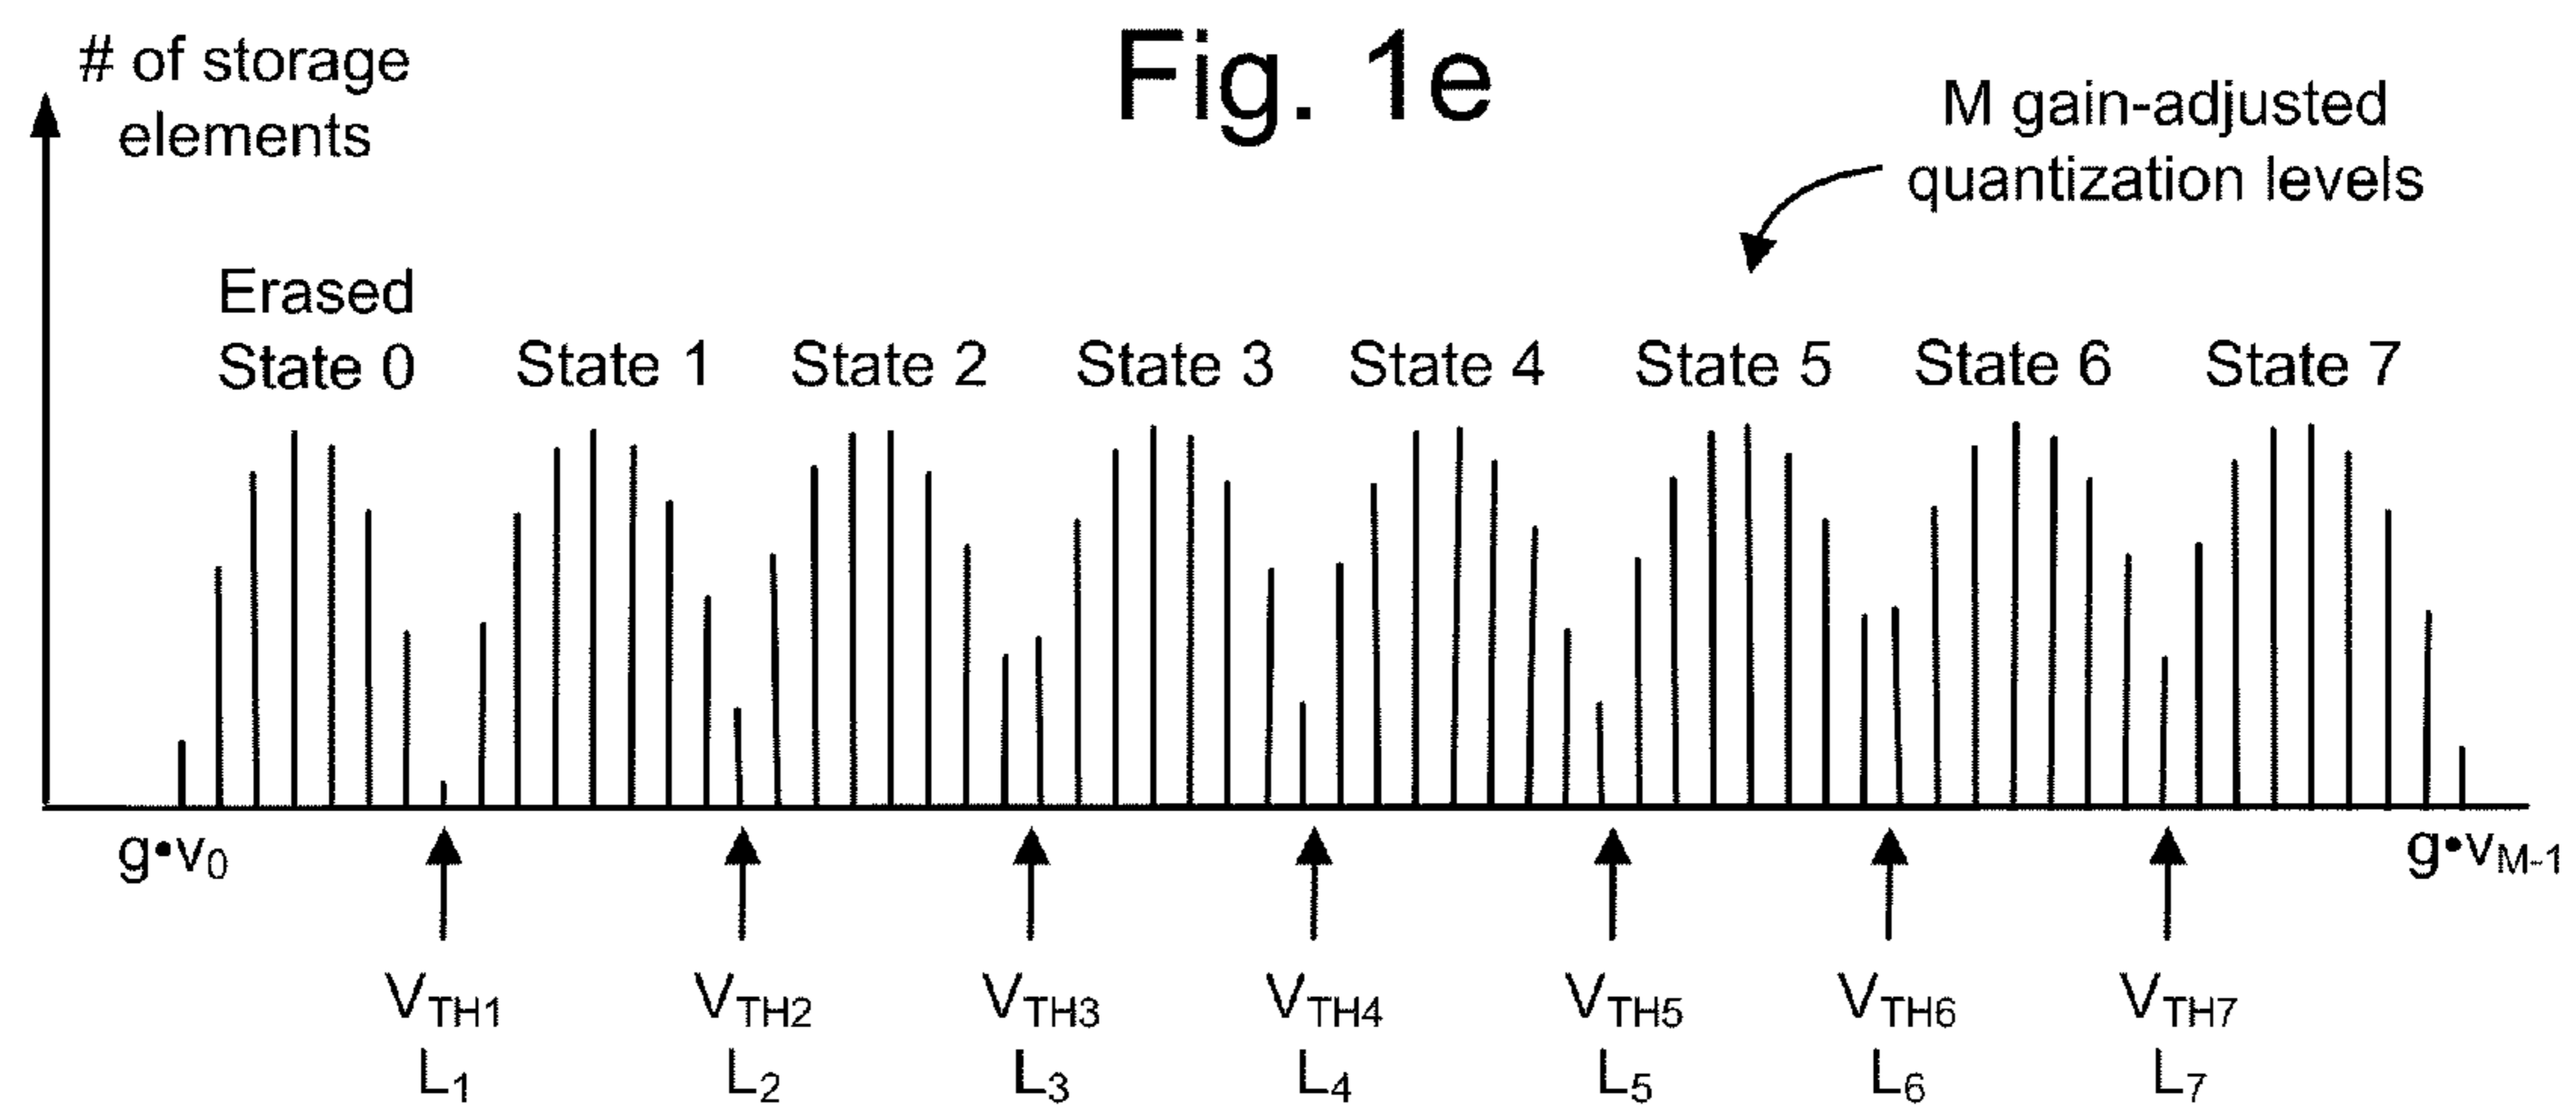 Fig. 1e
# of storage
elements
M gain-adjusted
quantization levels
Erased
State 0 State 1 State 2 State 3 State 4 State 5 State 6 State 7
g•v0 g•vM-1
VTH1 VTH2 VTH3 VTH4 VTH5 VTH6 VTH7
L1 L2 L3 L4 L5 L6 L7